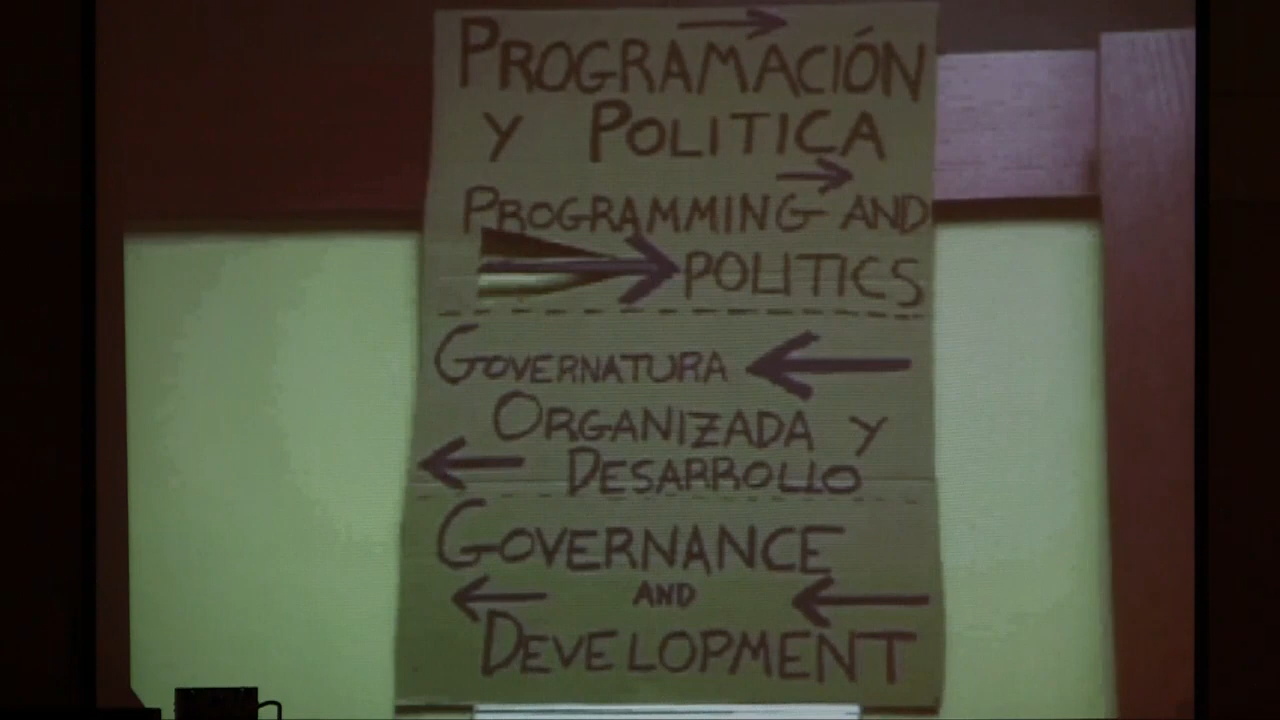 PROGRAMACIÓN
Y POLITICA
PROGRAMMING AND
POLITICS
GOVERNATURA
ORGANIZADA Y
DESARROLLO
GOVERNANCE
AND
DEVELOPMENT